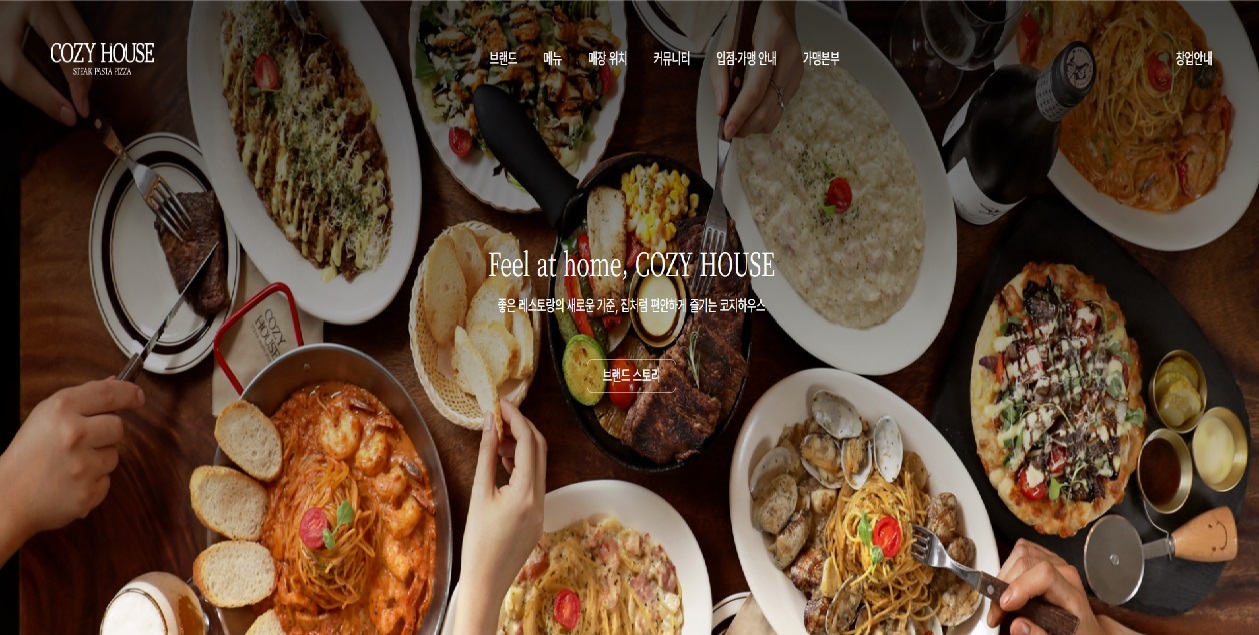 COZY HOUSE
STEAK PASTA PIZZA
브랜드
메뉴
매장 위치
커뮤니티
입점·가맹 안내
가맹본부
창업안내
Feel at home, COZY HOUSE
좋은 레스토랑의 새로운 기준, 집처럼 편안하게 즐기는 코지하우스
브랜드 스토리
COZY
HOUSE